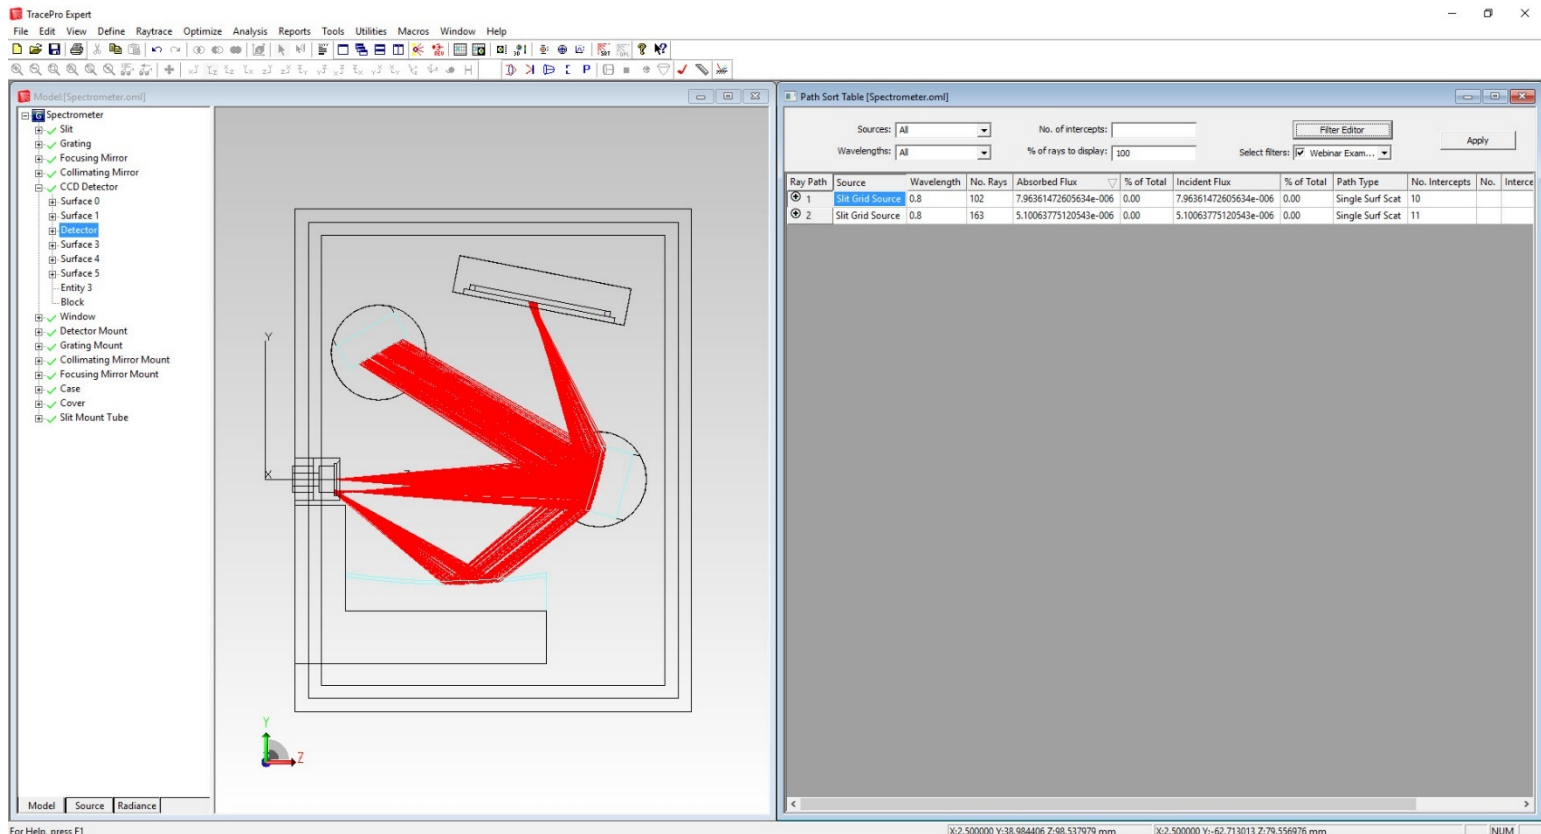 TracePro Expert
File Edit View Define Raytrace Optimize Analysis Reports Tools Utilities Macros Window Help
Model:[Spectrometer.oml]
Spectrometer
Slit
Grating
Focusing Mirror
Collimating Mirror
CCD Detector
Surface 0
Surface 1
Detector
Surface 3
Surface 4
Surface 5
Entity 3
Block
Window
Detector Mount
Grating Mount
Collimating Mirror Mount
Focusing Mirror Mount
Case
Cover
Slit Mount Tube
Y
X
Z
Y
Z
Model Source Radiance
Path Sort Table [Spectrometer.oml]
Sources: All No. of intercepts: Filter Editor
Apply
Wavelengths: All % of rays to display: 100 Select filters: Webinar Exam...
Ray Path Source Wavelength No. Rays Absorbed Flux % of Total Incident Flux % of Total Path Type No. Intercepts No. Interce
1 Slit Grid Source 0.8 102 7.96361472605634e-006 0.00 7.96361472605634e-006 0.00 Single Surf Scat 10
2 Slit Grid Source 0.8 163 5.10063775120543e-006 0.00 5.10063775120543e-006 0.00 Single Surf Scat 11
For Help, press F1 X:2.500000 Y:38.984406 Z:98.537979 mm X:2.500000 Y:-62.713013 Z:79.556976 mm NUM